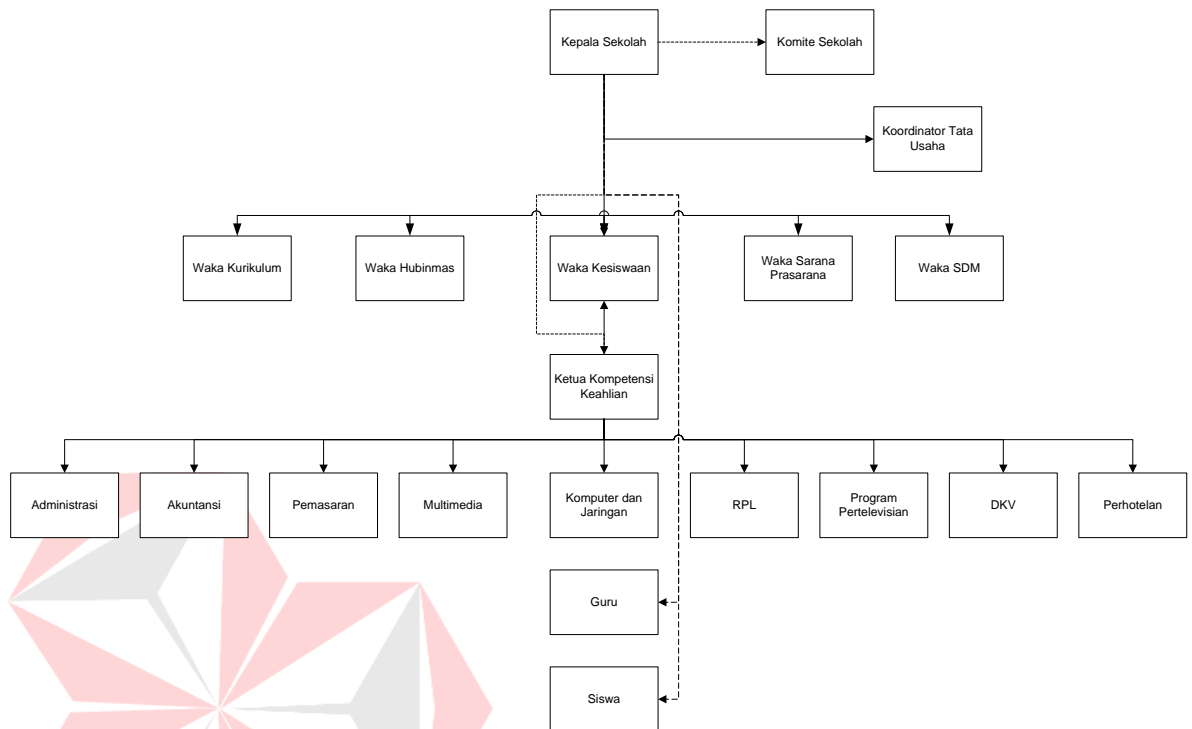 Kepala Sekolah
Komite Sekolah
Koordinator Tata
Usaha
Waka Kurikulum
Waka Hubinmas
Waka Kesiswaan
Waka Sarana
Prasarana
Waka SDM
Ketua Kompetensi
Keahlian
Administrasi
Akuntansi
Pemasaran
Multimedia
Komputer dan
Jaringan
RPL
Program
Pertelevisian
DKV
Perhotelan
Guru
Siswa